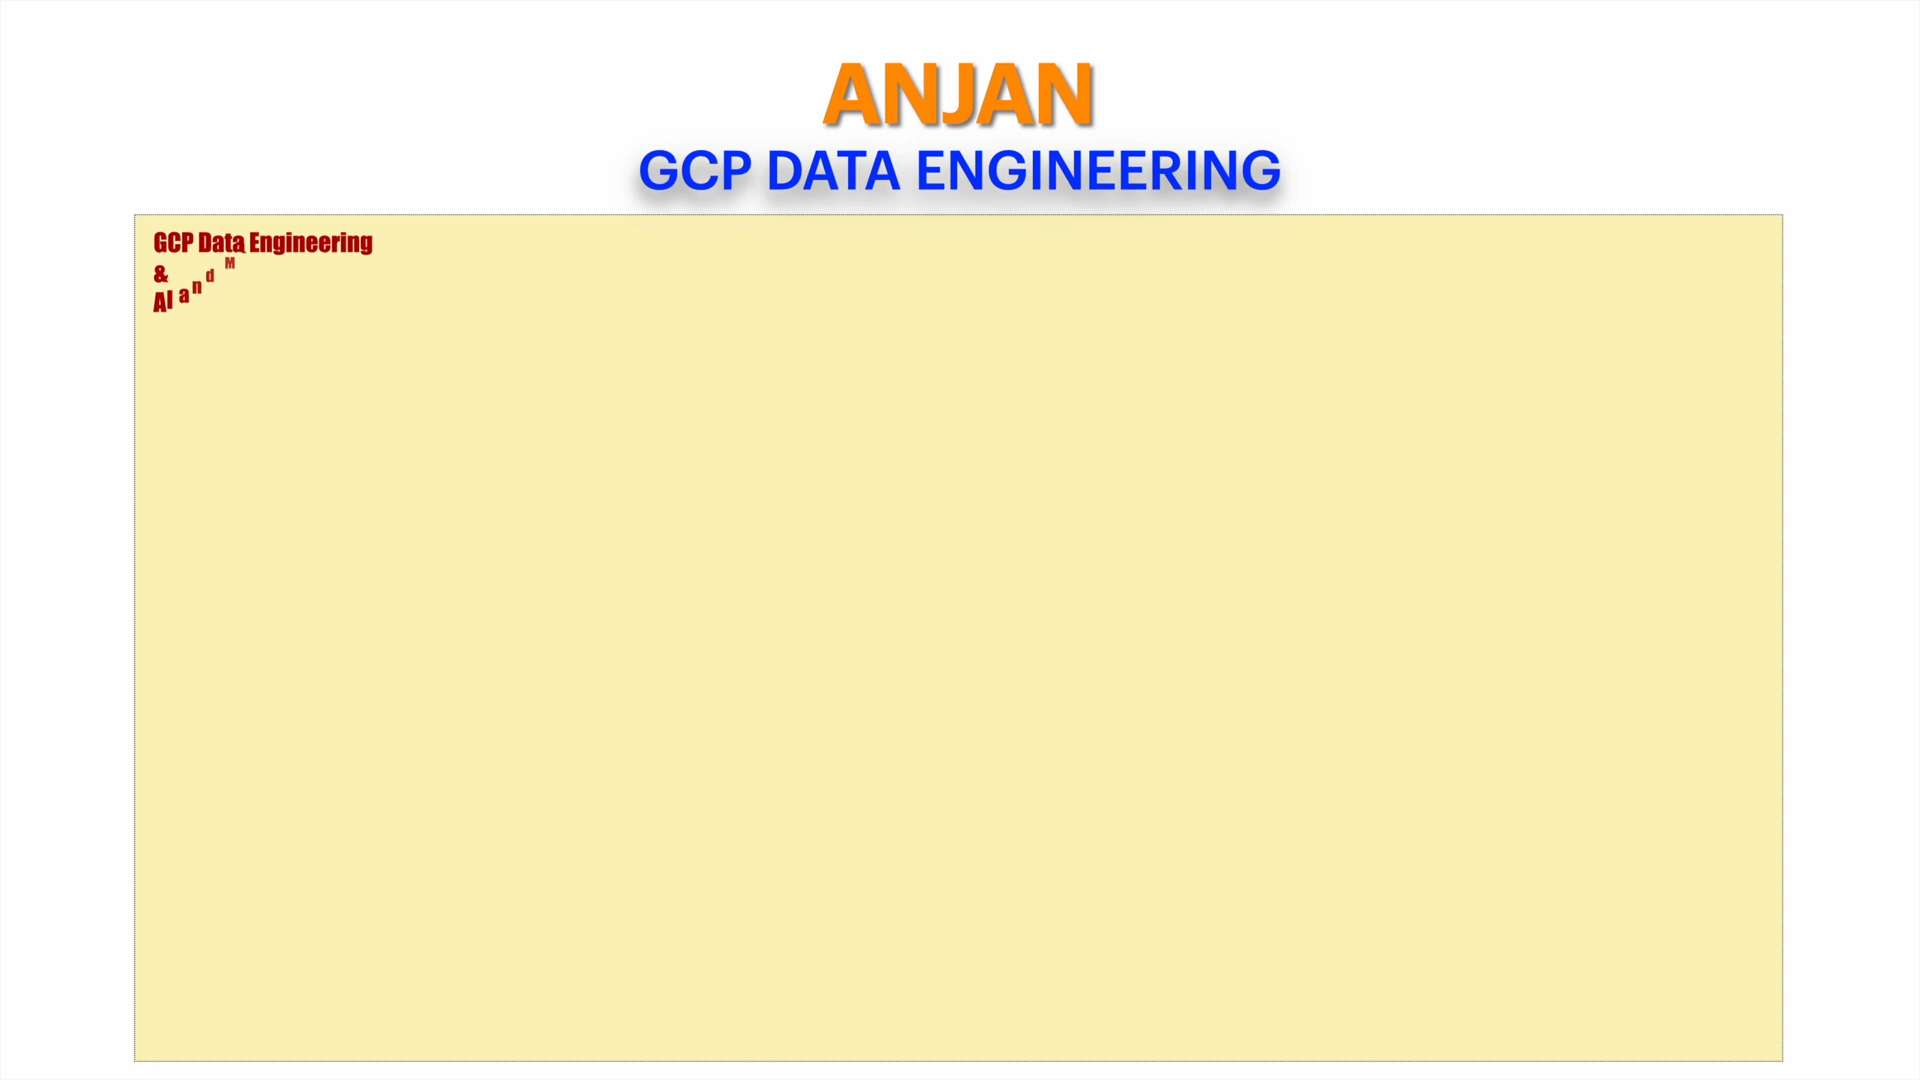 ANJAN
GCP DATA ENGINEERING
GCP Data Engineering
&
AI and M